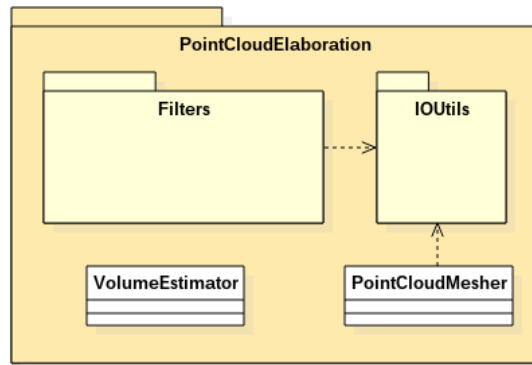 PointCloudElaboration
Filters
IOUtils
VolumeEstimator
PointCloudMesher